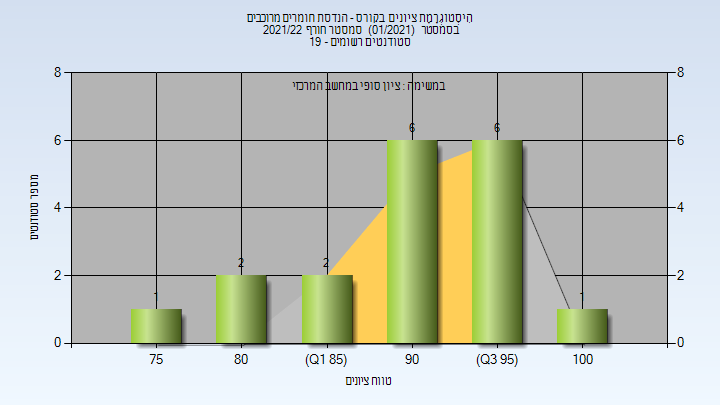 היסטוגרמת ציונים בקורס - הנדסת חומרים מרוכבים
בסמסטר (01/2021) סמסטר חורף 2021/22
סטודנטים רשומים - 19
במשימה : ציון סופי במחשב המרכזי
8 8
6 6
4 4
2 2
0 0
1 2 2 6 6 1
מספר סטודנטים
75 80 (Q1 85) 90 (Q3 95) 100
טווח ציונים